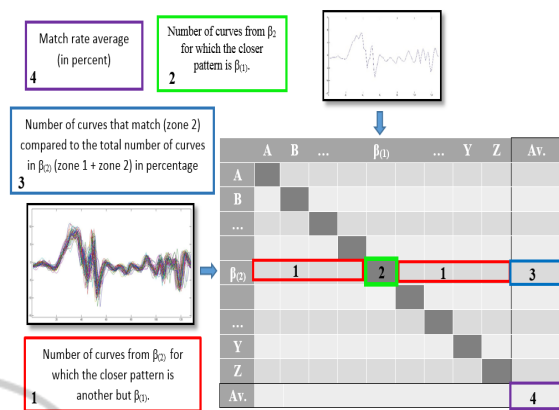 Match rate average
(in percent)
4
Number of curves from β2
for which the closer
pattern is β(1).
2
Number of curves that match (zone 2)
compared to the total number of curves
in β(2) (zone 1 + zone 2) in percentage
3
A B ... β(1) ... Y Z Av.
A
B
...
β(2) 1 2 1 3
...
Y
Z
Av. 4
Number of curves from β(2) for
which the closer pattern is
another but β(1).
1